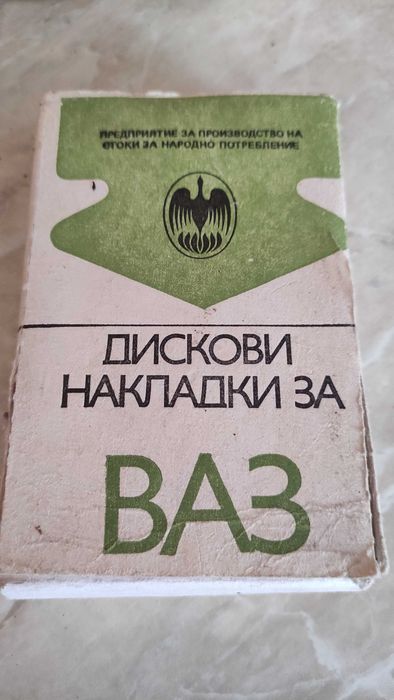 ПРЕДПРИЯТИЕ ЗА ПРОИЗВОДСТВО НА
СТОКИ ЗА НАРОДНО ПОТРЕБЛЕНИЕ
ДИСКОВИ
НАКЛАДКИ ЗА
ВАЗ